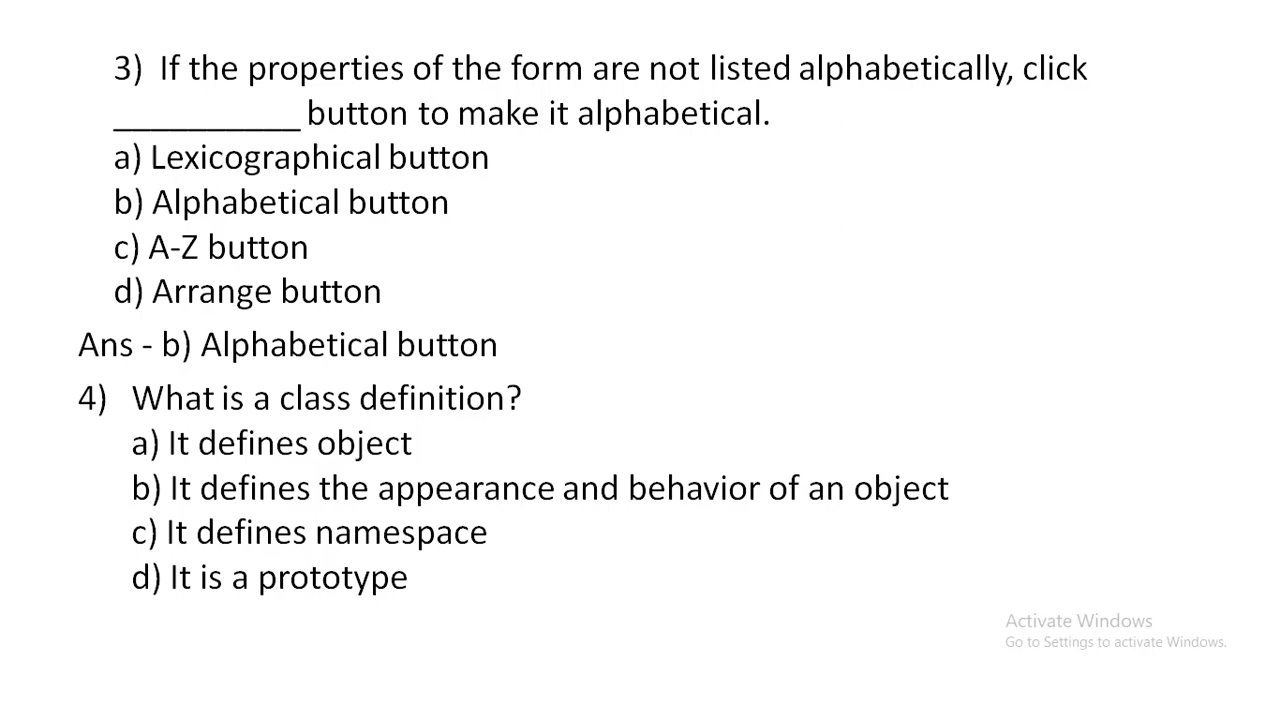 3) If the properties of the form are not listed alphabetically, click
__________ button to make it alphabetical.
a) Lexicographical button
b) Alphabetical button
c) A-Z button
d) Arrange button
Ans - b) Alphabetical button
4) What is a class definition?
a) It defines object
b) It defines the appearance and behavior of an object
c) It defines namespace
d) It is a prototype
Activate Windows
Go to Settings to activate Windows.